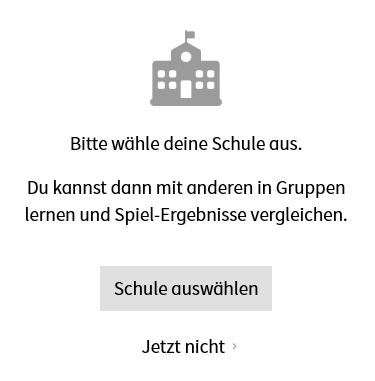 Bitte wähle deine Schule aus.
Du kannst dann mit anderen in Gruppen
lernen und Spiel-Ergebnisse vergleichen.
Schule auswählen
Jetzt nicht ›